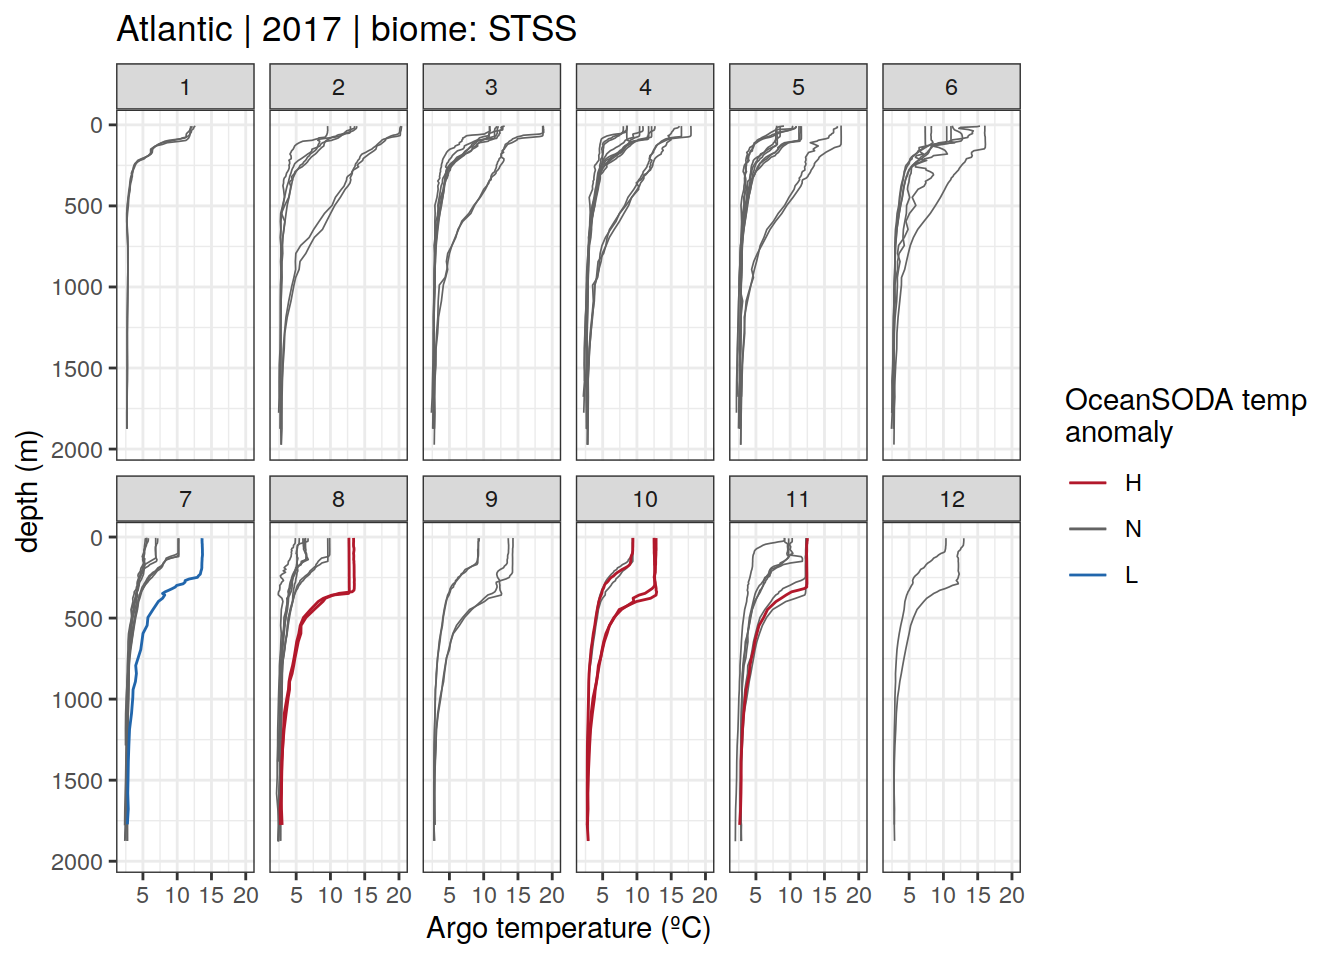 Atlantic | 2017 | biome: STSS
1 2 3 4 5 6
0
500
1000
1500
2000
7 8 9 10 11 12
0
500
1000
1500
2000
5 10 15 20 5 10 15 20 5 10 15 20 5 10 15 20 5 10 15 20 5 10 15 20
Argo temperature (ºC)
depth (m)
OceanSODA temp
anomaly
H
N
L